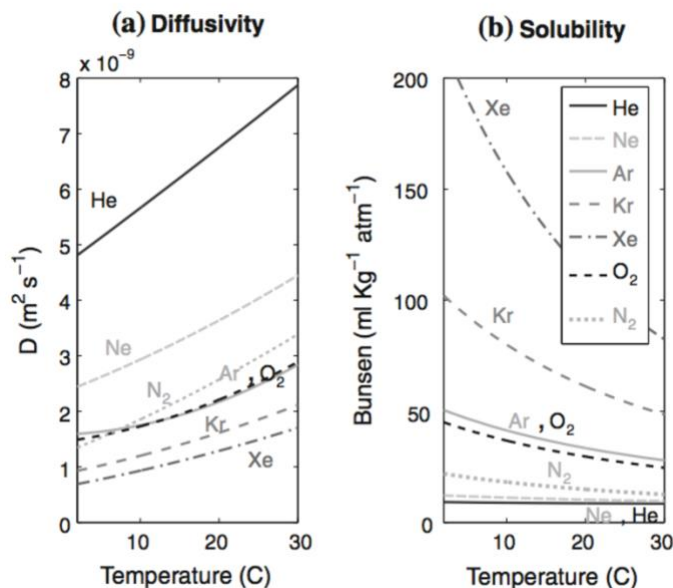 (a) Diffusivity
x 10⁻⁹
8
7
6
5
4
3
2
1
0
D (m² s⁻¹)
He
Ne
N₂
Ar, O₂
Kr
Xe
0 10 20 30
Temperature (C)
(b) Solubility
200
150
100
50
0
Bunsen (ml Kg⁻¹ atm⁻¹)
Xe
Kr
Ar, O₂
N₂
Ne, He
He
Ne
Ar
Kr
Xe
O₂
N₂
10 20 30
Temperature (C)